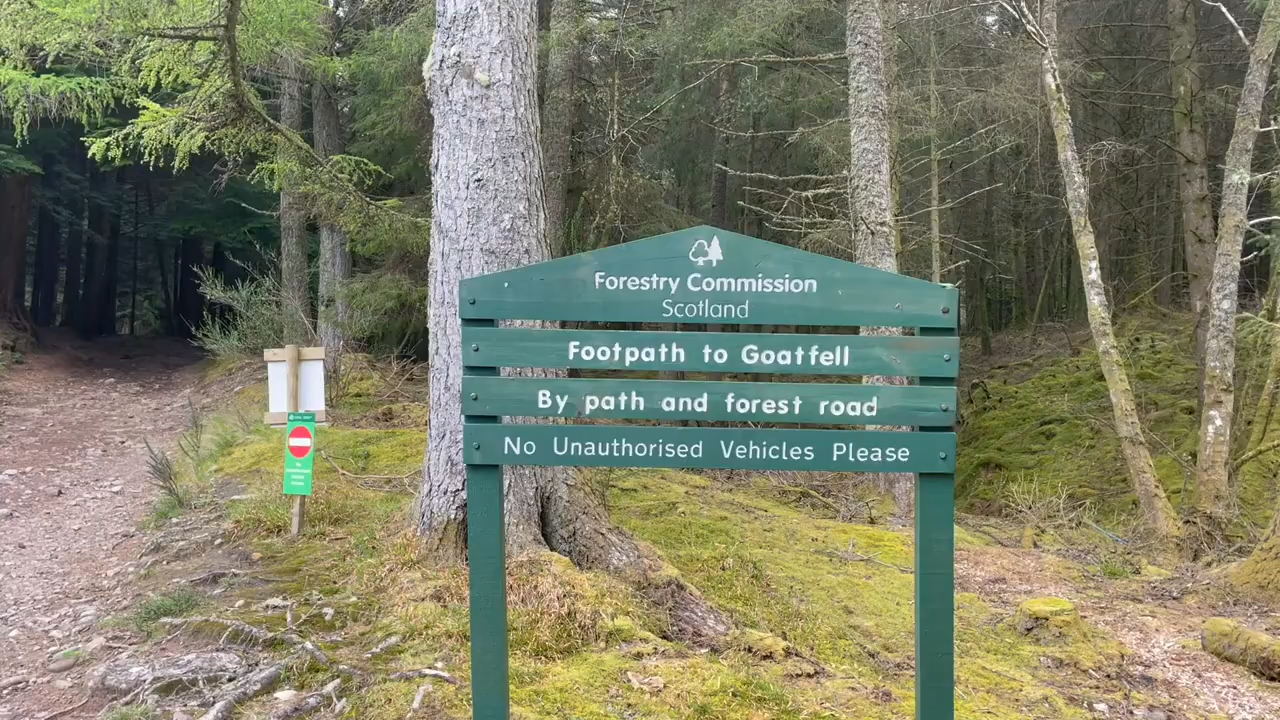 Forestry Commission
Scotland
Footpath to Goatfell
By path and forest road
No Unauthorised Vehicles Please